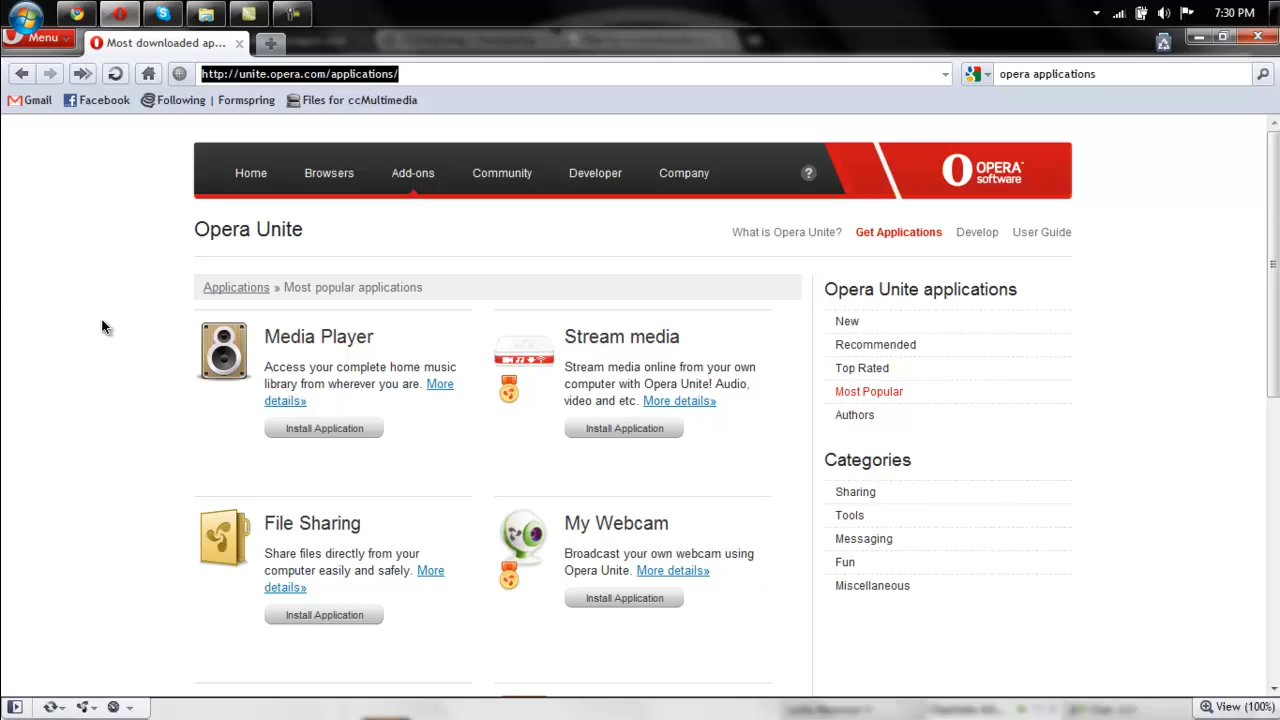 7:30 PM
Menu
Most downloaded ap...
http://unite.opera.com/applications/
opera applications
Gmail
Facebook
Following
Formspring
Files for ccMultimedia
Home
Browsers
Add-ons
Community
Developer
Company
?
OPERA
software
Opera Unite
What is Opera Unite?
Get Applications
Develop
User Guide
Applications » Most popular applications
Media Player
Access your complete home music
library from wherever you are. More
details»
Install Application
Stream media
Stream media online from your own
computer with Opera Unite! Audio,
video and etc. More details»
Install Application
File Sharing
Share files directly from your
computer easily and safely. More
details»
Install Application
My Webcam
Broadcast your own webcam using
Opera Unite. More details»
Install Application
Opera Unite applications
New
Recommended
Top Rated
Most Popular
Authors
Categories
Sharing
Tools
Messaging
Fun
Miscellaneous
View (100%)